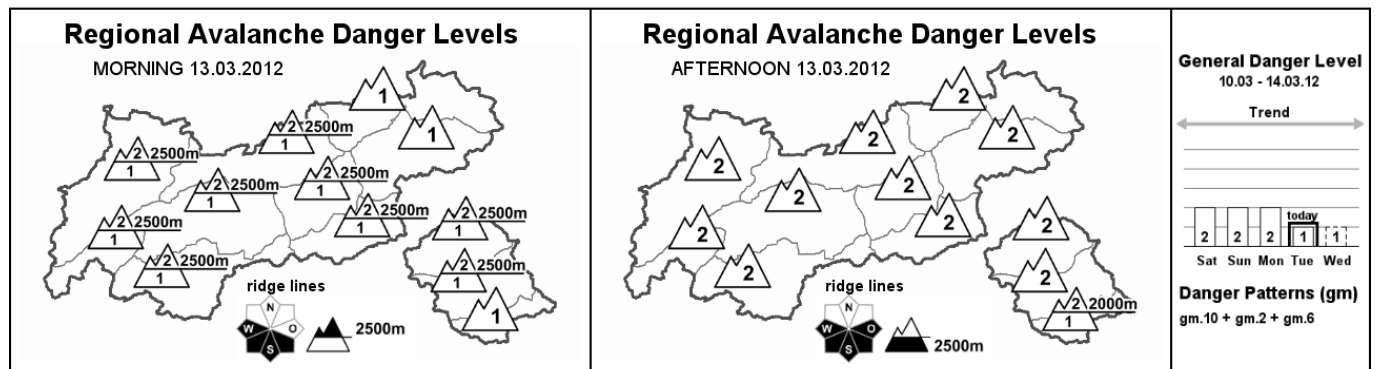 Regional Avalanche Danger Levels
MORNING 13.03.2012
1
1
2 2500m
1
2 2500m
1
2 2500m
1
2 2500m
1
2 2500m
1
2 2500m
1
2 2500m
1
2 2500m
1
2 2500m
1
1
ridge lines
N
W O
S
2500m
Regional Avalanche Danger Levels
AFTERNOON 13.03.2012
2
2
2
2
2
2
2
2
2
2
2
2 2000m
1
ridge lines
N
W O
S
2500m
General Danger Level
10.03 - 14.03.12
Trend
today
2 2 2 1 1
Sat Sun Mon Tue Wed
Danger Patterns (gm)
gm.10 + gm.2 + gm.6